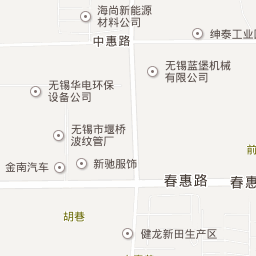 海尚新能源
材料公司
绅泰工业
中惠路
无锡蓝堡机械
有限公司
无锡华电环保
设备公司
无锡市堰桥
波纹管厂
前
新驰服饰
金南汽车
春惠路
春惠
胡巷
健龙新田生产区